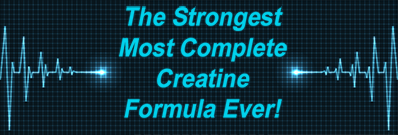 The Strongest
Most Complete
Creatine
Formula Ever!